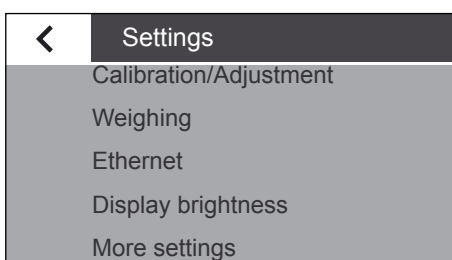 Settings
Calibration/Adjustment
Weighing
Ethernet
Display brightness
More settings